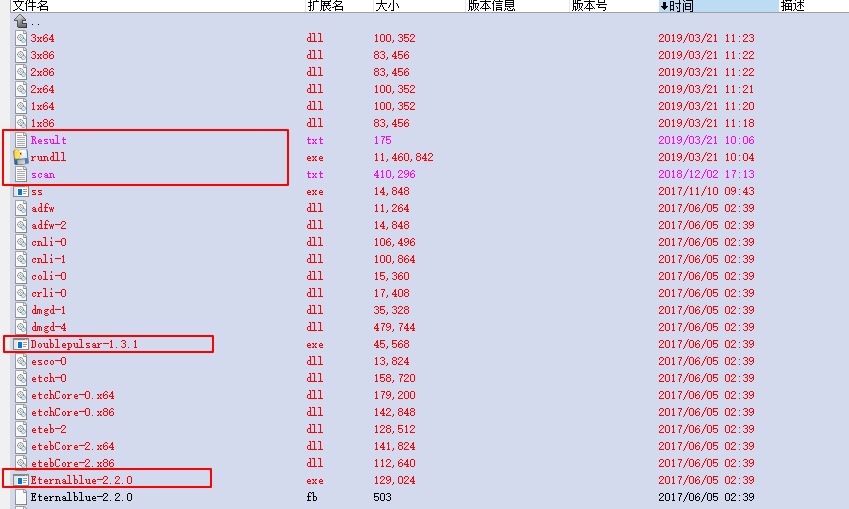 文件名 扩展名 大小 版本信息 版本号 时间 描述
..
3x64 dll 100,352 2019/03/21 11:23
3x86 dll 83,456 2019/03/21 11:22
2x86 dll 83,456 2019/03/21 11:22
2x64 dll 100,352 2019/03/21 11:21
1x64 dll 100,352 2019/03/21 11:20
1x86 dll 83,456 2019/03/21 11:18
Result txt 175 2019/03/21 10:06
rundll exe 11,460,842 2019/03/21 10:04
scan txt 410,296 2018/12/02 17:13
ss exe 14,848 2017/11/10 09:43
adfw dll 11,264 2017/06/05 02:39
adfw-2 dll 14,848 2017/06/05 02:39
cnli-0 dll 106,496 2017/06/05 02:39
cnli-1 dll 100,864 2017/06/05 02:39
coli-0 dll 15,360 2017/06/05 02:39
crli-0 dll 17,408 2017/06/05 02:39
dmgd-1 dll 35,328 2017/06/05 02:39
dmgd-4 dll 479,744 2017/06/05 02:39
Doublepulsar-1.3.1 exe 45,568 2017/06/05 02:39
esco-0 dll 13,824 2017/06/05 02:39
etch-0 dll 158,720 2017/06/05 02:39
etchCore-0.x64 dll 179,200 2017/06/05 02:39
etchCore-0.x86 dll 142,848 2017/06/05 02:39
eteb-2 dll 128,512 2017/06/05 02:39
etebCore-2.x64 dll 141,824 2017/06/05 02:39
etebCore-2.x86 dll 112,640 2017/06/05 02:39
Eternalblue-2.2.0 exe 129,024 2017/06/05 02:39
Eternalblue-2.2.0 fb 503 2017/06/05 02:39